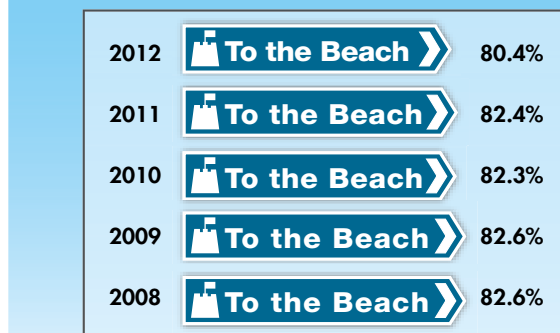 2012 To the Beach 80.4%
2011 To the Beach 82.4%
2010 To the Beach 82.3%
2009 To the Beach 82.6%
2008 To the Beach 82.6%